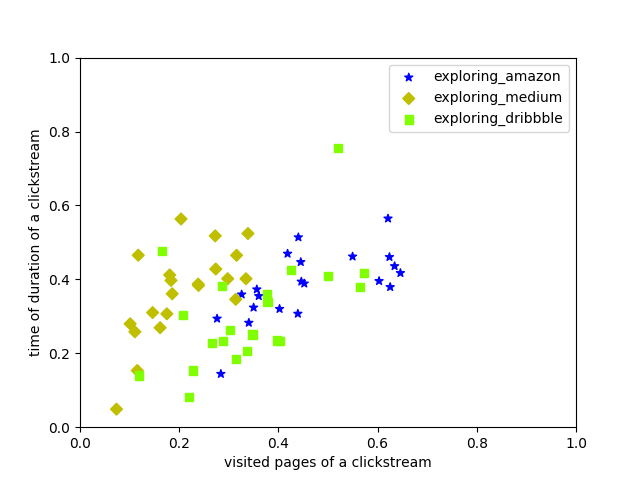 exploring_amazon
exploring_medium
exploring_dribbble
1.0
0.8
0.6
0.4
0.2
0.0
time of duration of a clickstream
0.0 0.2 0.4 0.6 0.8 1.0
visited pages of a clickstream